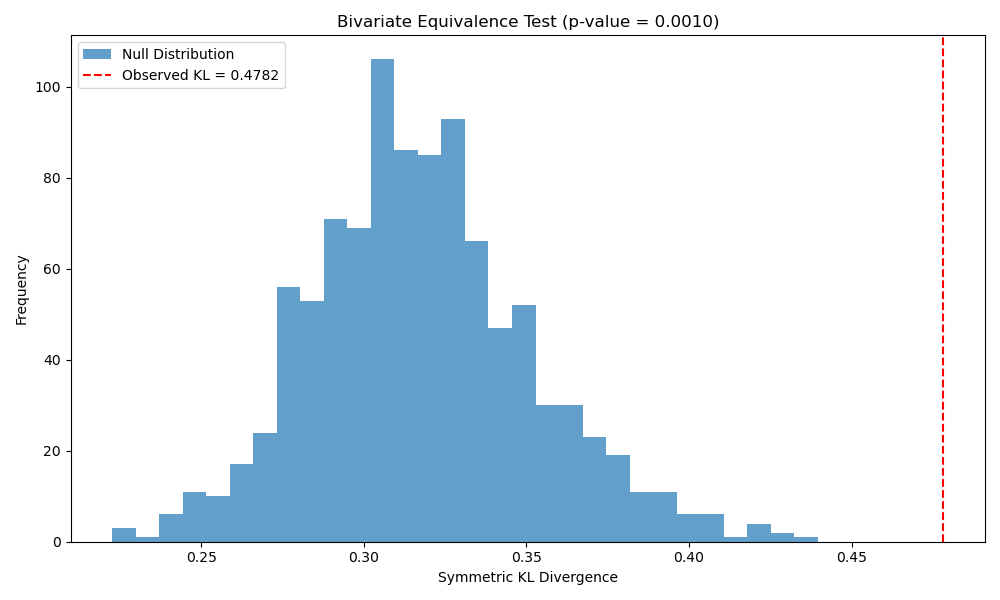 Bivariate Equivalence Test (p-value = 0.0010)
Null Distribution
Observed KL = 0.4782
Frequency
100
80
60
40
20
0
0.25
0.30
0.35
0.40
0.45
Symmetric KL Divergence